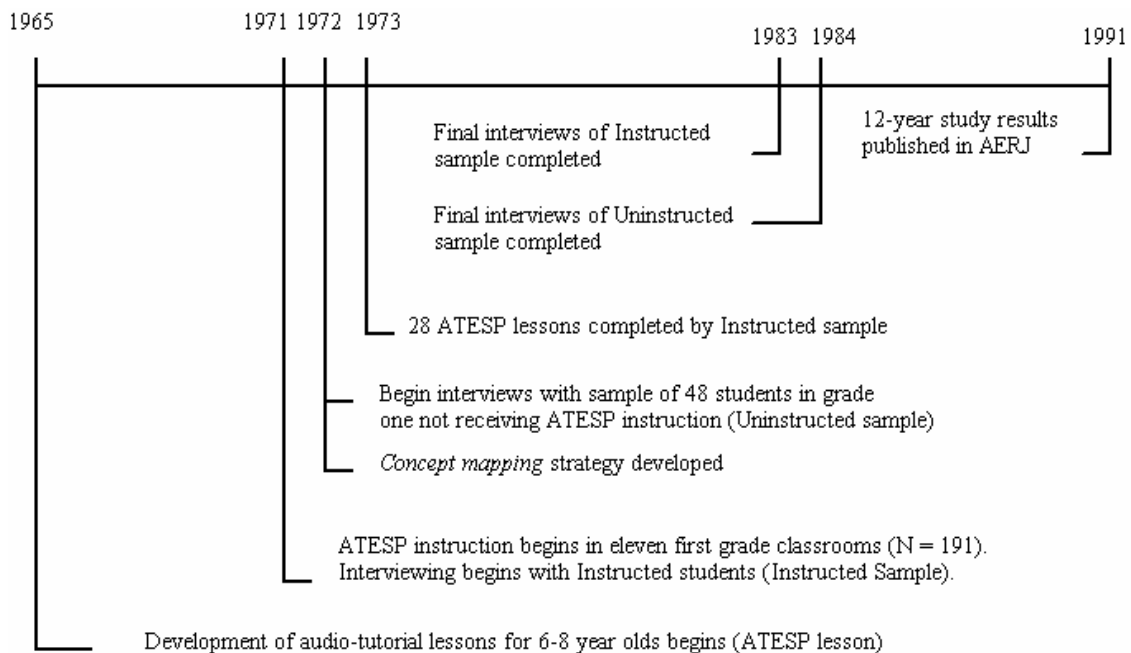 1965
1971 1972 1973
1983 1984
1991
Final interviews of Instructed
sample completed
12-year study results
published in AERJ
Final interviews of Uninstructed
sample completed
28 ATESP lessons completed by Instructed sample
Begin interviews with sample of 48 students in grade
one not receiving ATESP instruction (Uninstructed sample)
Concept mapping strategy developed
ATESP instruction begins in eleven first grade classrooms (N = 191).
Interviewing begins with Instructed students (Instructed Sample).
Development of audio-tutorial lessons for 6-8 year olds begins (ATESP lesson)